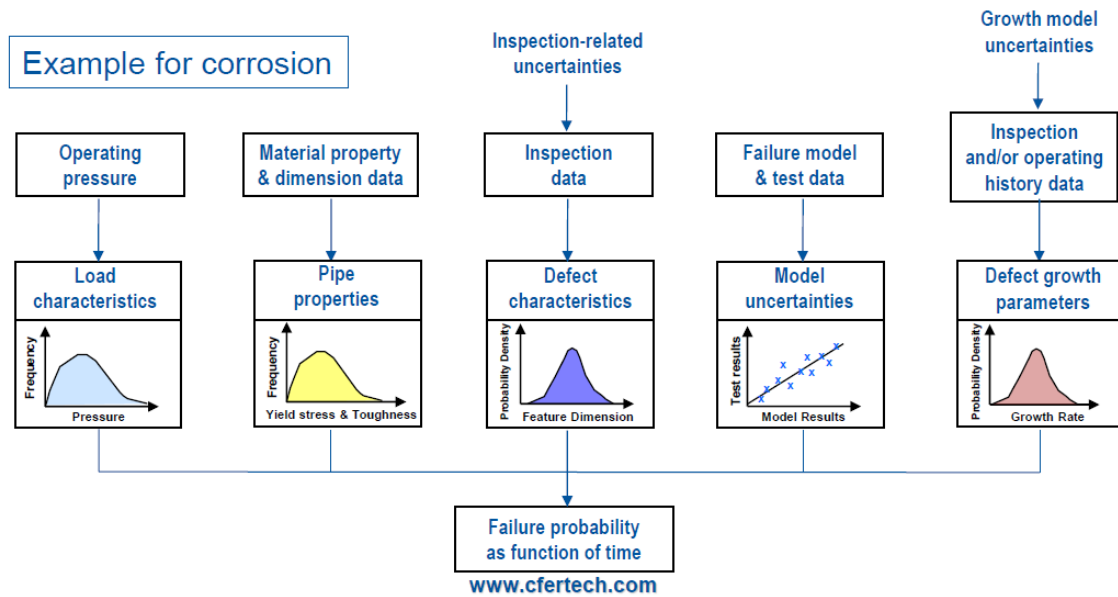 Growth model
uncertainties
Inspection-related
uncertainties
Example for corrosion
Operating
pressure
Material property
& dimension data
Inspection
data
Failure model
& test data
Inspection
and/or operating
history data
Load
characteristics
Frequency
Pressure
Pipe
properties
Frequency
Yield stress & Toughness
Defect
characteristics
Probability Density
Feature Dimension
Model
uncertainties
Test results
x x x x x x x x x x x
Model Results
Defect growth
parameters
Probability Density
Growth Rate
Failure probability
as function of time
www.cfertech.com